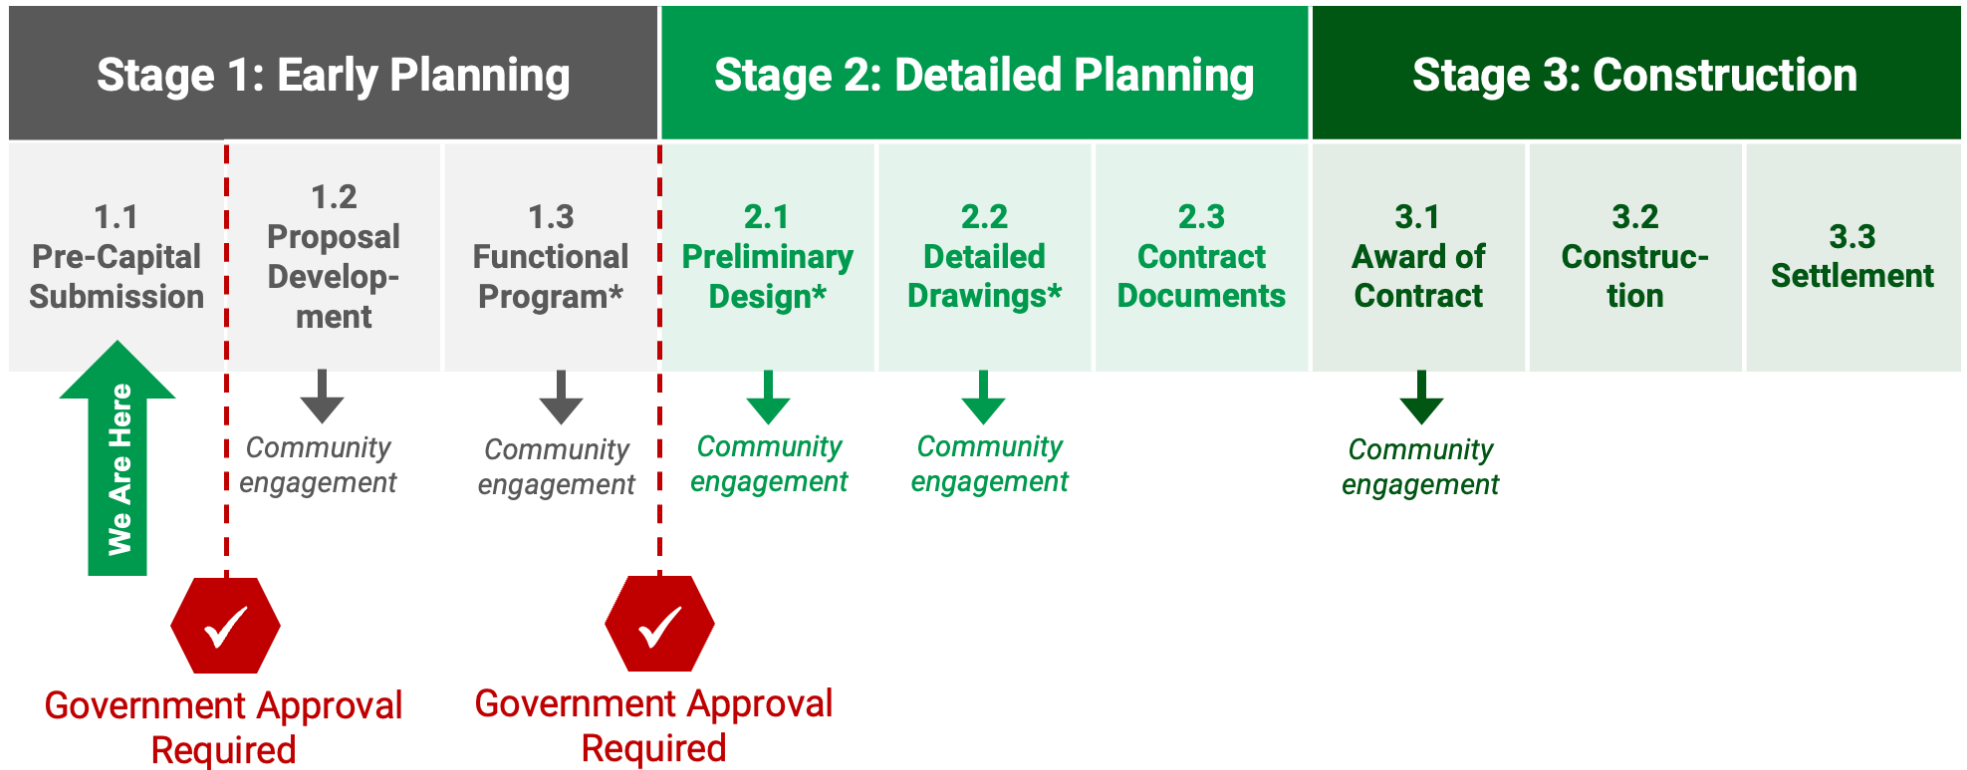 Stage 1: Early Planning
Stage 2: Detailed Planning
Stage 3: Construction
1.1
Pre-Capital
Submission
1.2
Proposal
Develop-
ment
1.3
Functional
Program*
2.1
Preliminary
Design*
2.2
Detailed
Drawings*
2.3
Contract
Documents
3.1
Award of
Contract
3.2
Construc-
tion
3.3
Settlement
We Are Here
Community
engagement
Community
engagement
Community
engagement
Community
engagement
Community
engagement
Government Approval
Required
Government Approval
Required